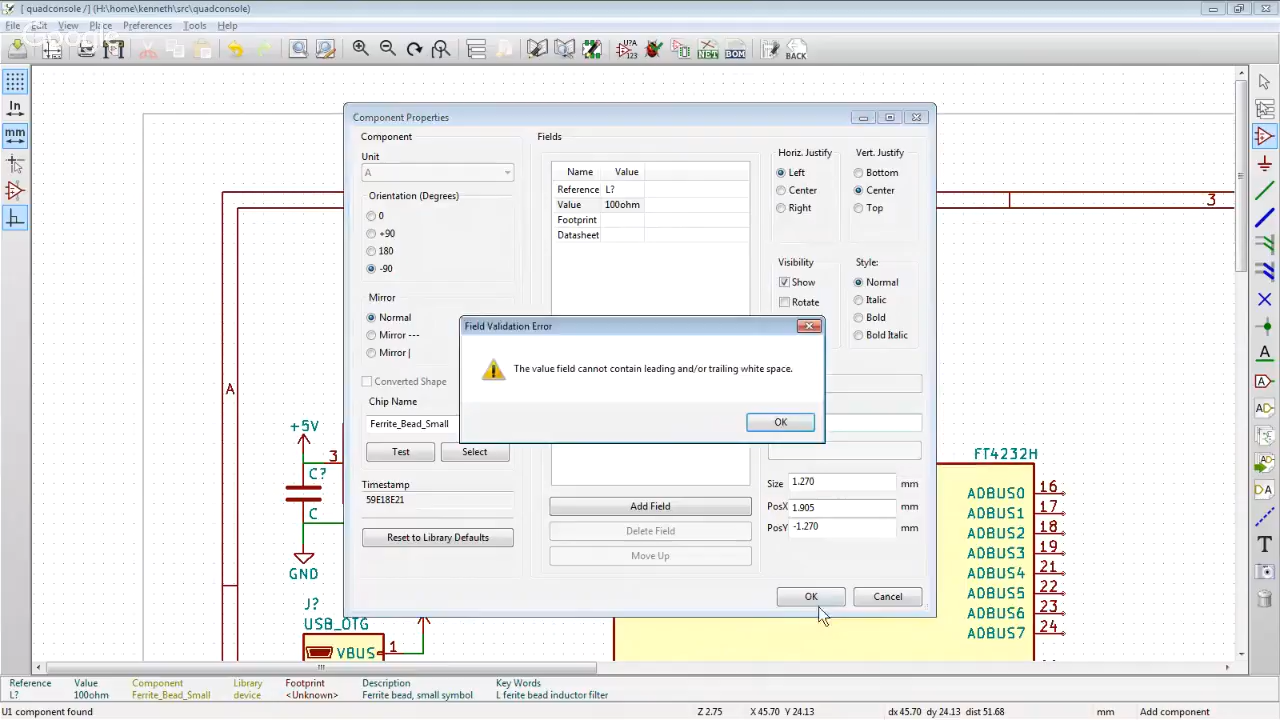 [ quadconsole /] (H:\home\kenneth\src\quadconsole)
File Edit View Place Preferences Tools Help
Google
BACK
In
mm
Component Properties
Component
Unit
A
Orientation (Degrees)
0
+90
180
-90
Mirror
Normal
Mirror ---
Mirror |
Converted Shape
Chip Name
Ferrite_Bead_Small
Test Select
Timestamp
59E18E21
Reset to Library Defaults
Fields
Name Value
Reference L?
Value 100ohm
Footprint
Datasheet
Add Field
Delete Field
Move Up
Horiz. Justify
Left
Center
Right
Vert. Justify
Bottom
Center
Top
Visibility
Show
Rotate
Style:
Normal
Italic
Bold
Bold Italic
Size 1.270 mm
PosX 1.905 mm
PosY -1.270 mm
OK Cancel
Field Validation Error
The value field cannot contain leading and/or trailing white space.
OK
3
A
+5V
3
C?
C
GND
J?
USB_OTG
VBUS 1
FT4232H
ADBUS0 16
ADBUS1 17
ADBUS2 18
ADBUS3 19
ADBUS4 21
ADBUS5 22
ADBUS6 23
ADBUS7 24
Reference Value Component Library Footprint Description Key Words
L? 100ohm Ferrite_Bead_Small device <Unknown> Ferrite bead, small symbol L ferite bead inductor filter
U1 component found Z 2.75 X 45.70 Y 24.13 dx 45.70 dy 24.13 dist 51.68 mm Add component